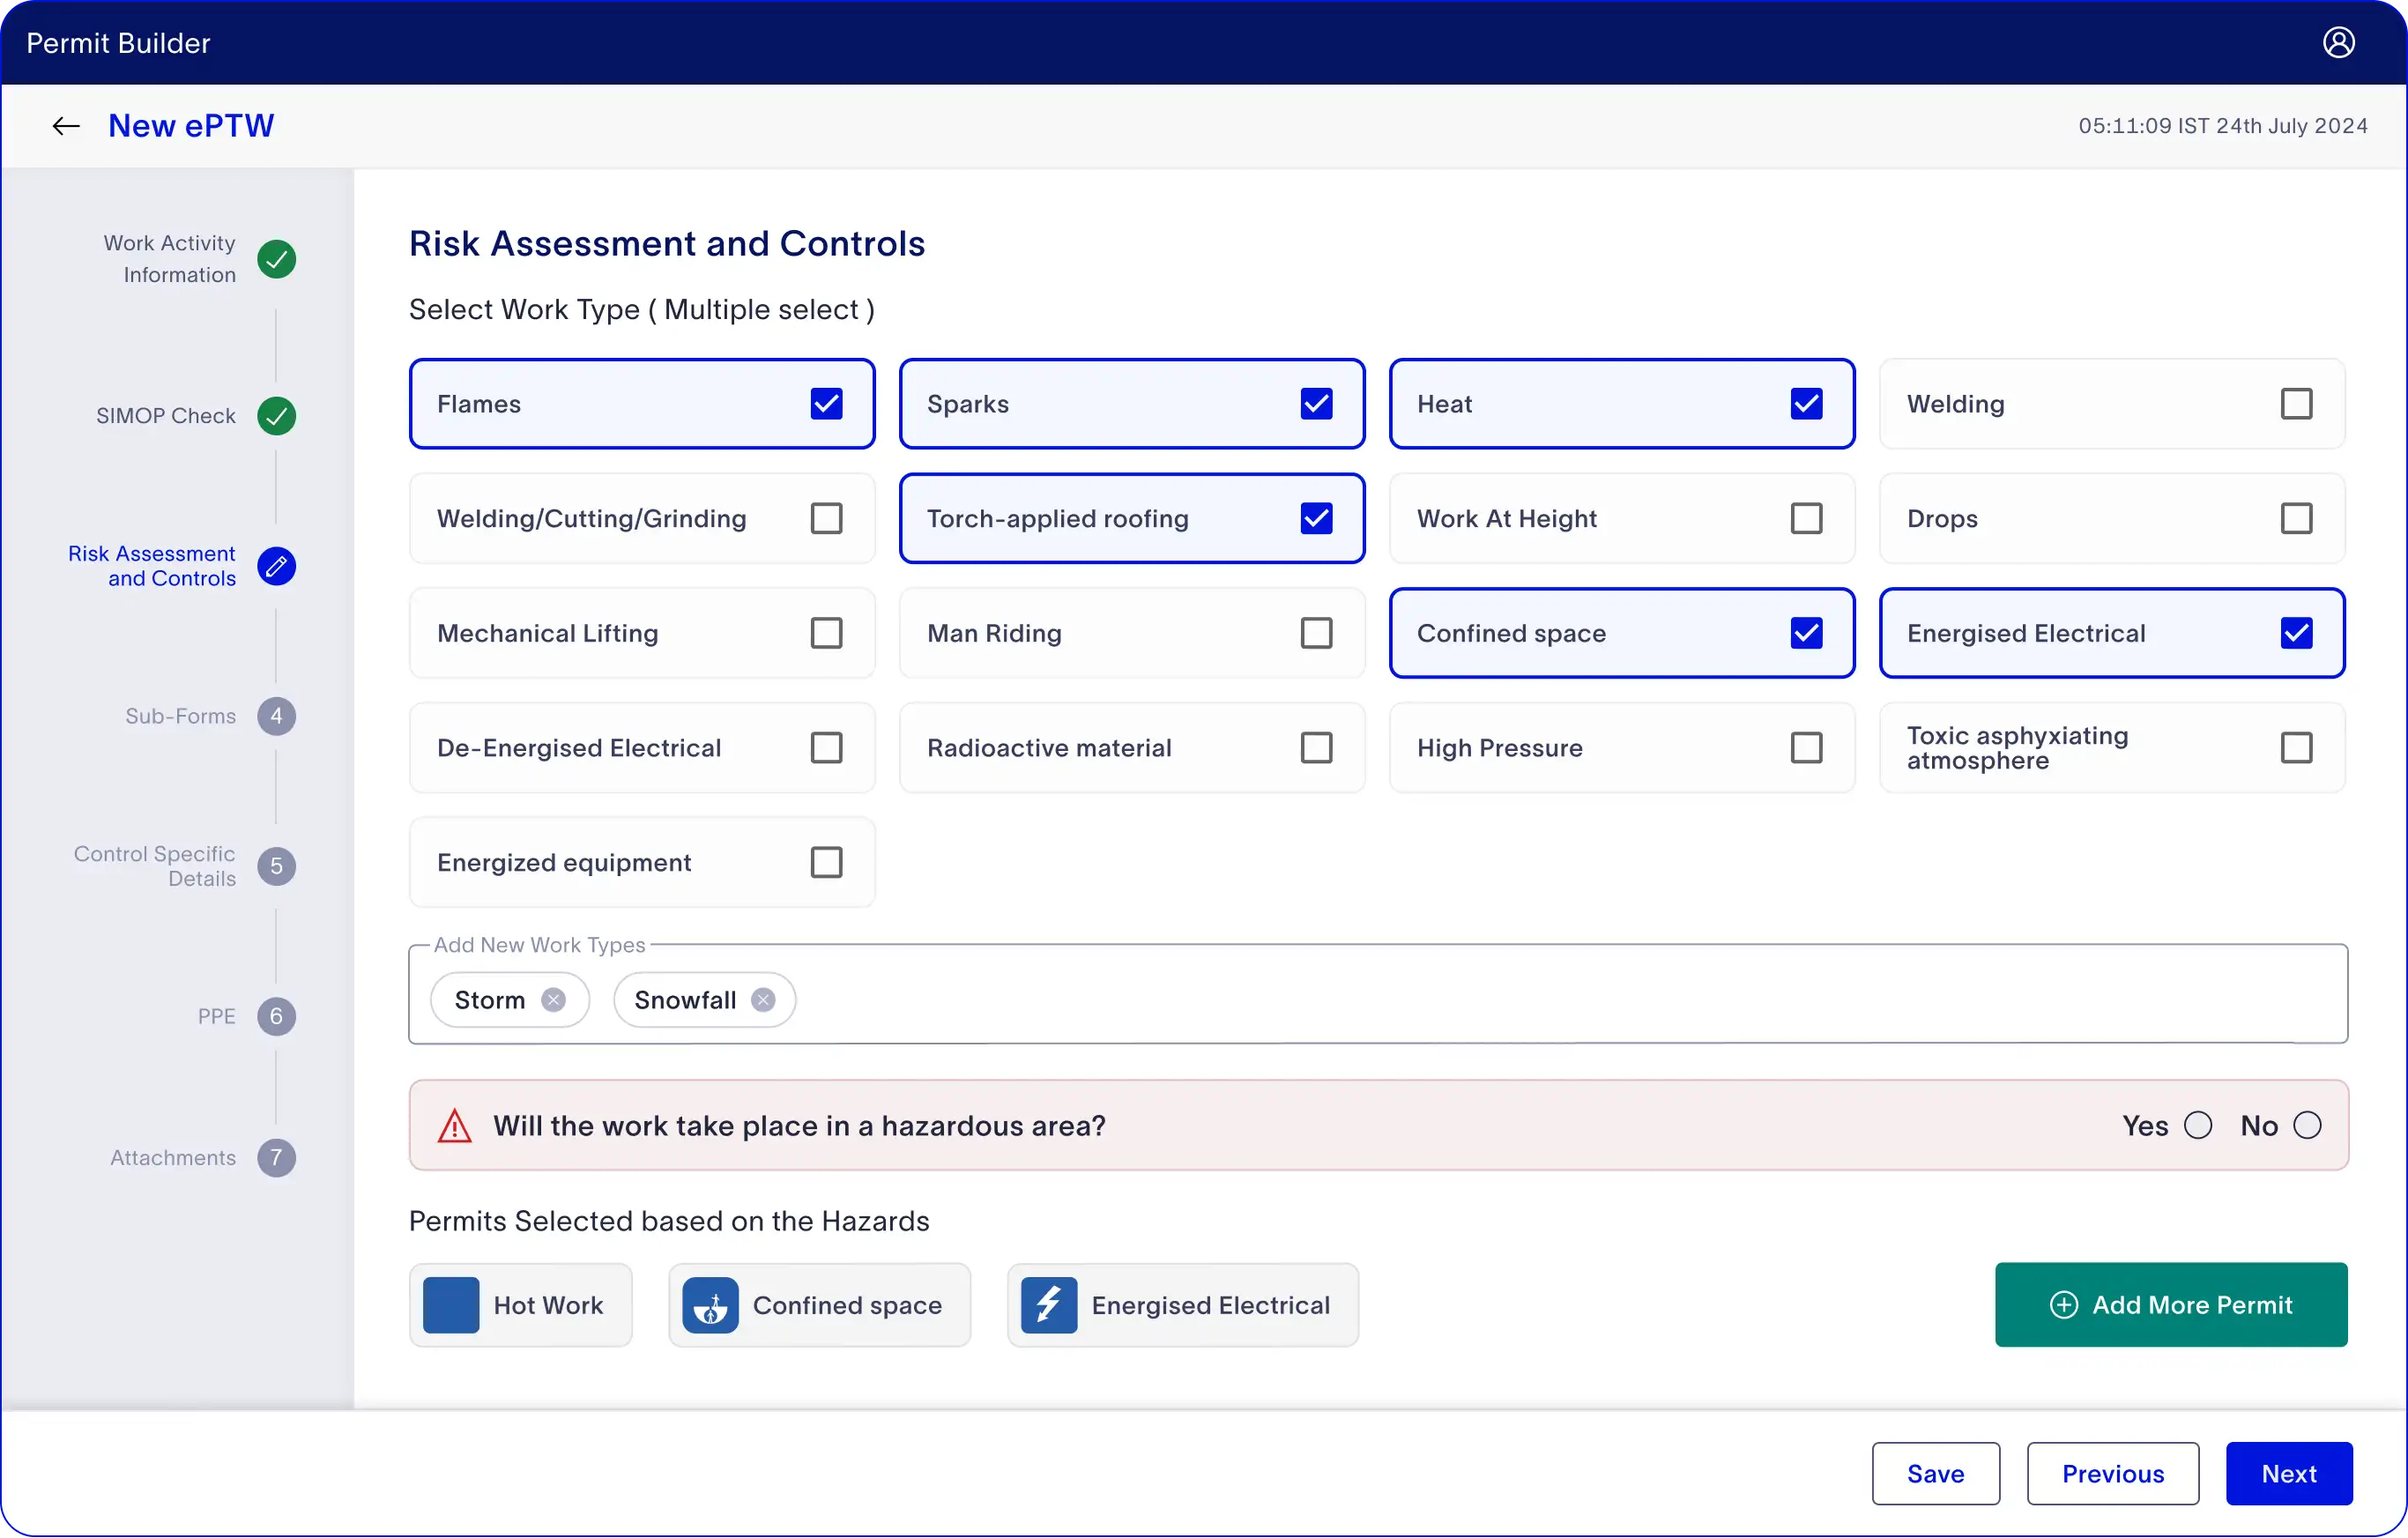 Permit Builder
New ePTW
05:11:09 IST 24th July 2024
Work Activity
Information
SIMOP Check
Risk Assessment
and Controls
Sub-Forms
4
Control Specific
Details
5
PPE
6
Attachments
7
Risk Assessment and Controls
Select Work Type ( Multiple select )
Flames
Sparks
Heat
Welding
Welding/Cutting/Grinding
Torch-applied roofing
Work At Height
Drops
Mechanical Lifting
Man Riding
Confined space
Energised Electrical
De-Energised Electrical
Radioactive material
High Pressure
Toxic asphyxiating
atmosphere
Energized equipment
Add New Work Types
Storm
Snowfall
Will the work take place in a hazardous area?
Yes
No
Permits Selected based on the Hazards
Hot Work
Confined space
Energised Electrical
Add More Permit
Save
Previous
Next